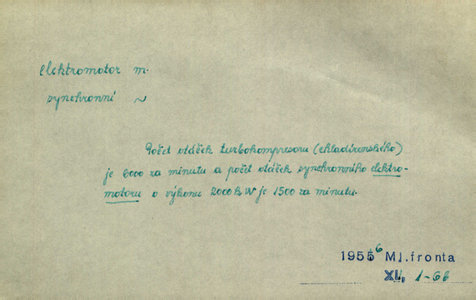 elektromotor m.
synchronní ~
Počet otáček turbokompresoru (chladírenského)
je 6000 za minutu a počet otáček synchronního elektro-
motoru o výkonu 2000 kW je 1500 za minutu.
1956 Ml. fronta
XI, 1-66